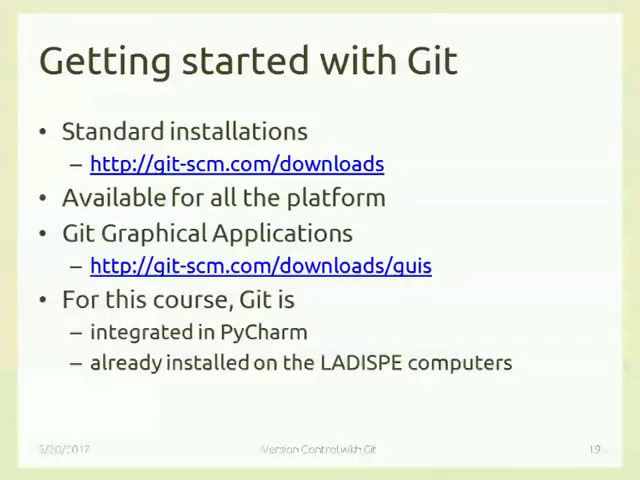 Getting started with Git
• Standard installations
– http://git-scm.com/downloads
• Available for all the platform
• Git Graphical Applications
– http://git-scm.com/downloads/guis
• For this course, Git is
– integrated in PyCharm
– already installed on the LADISPE computers
Version Control with Git
19